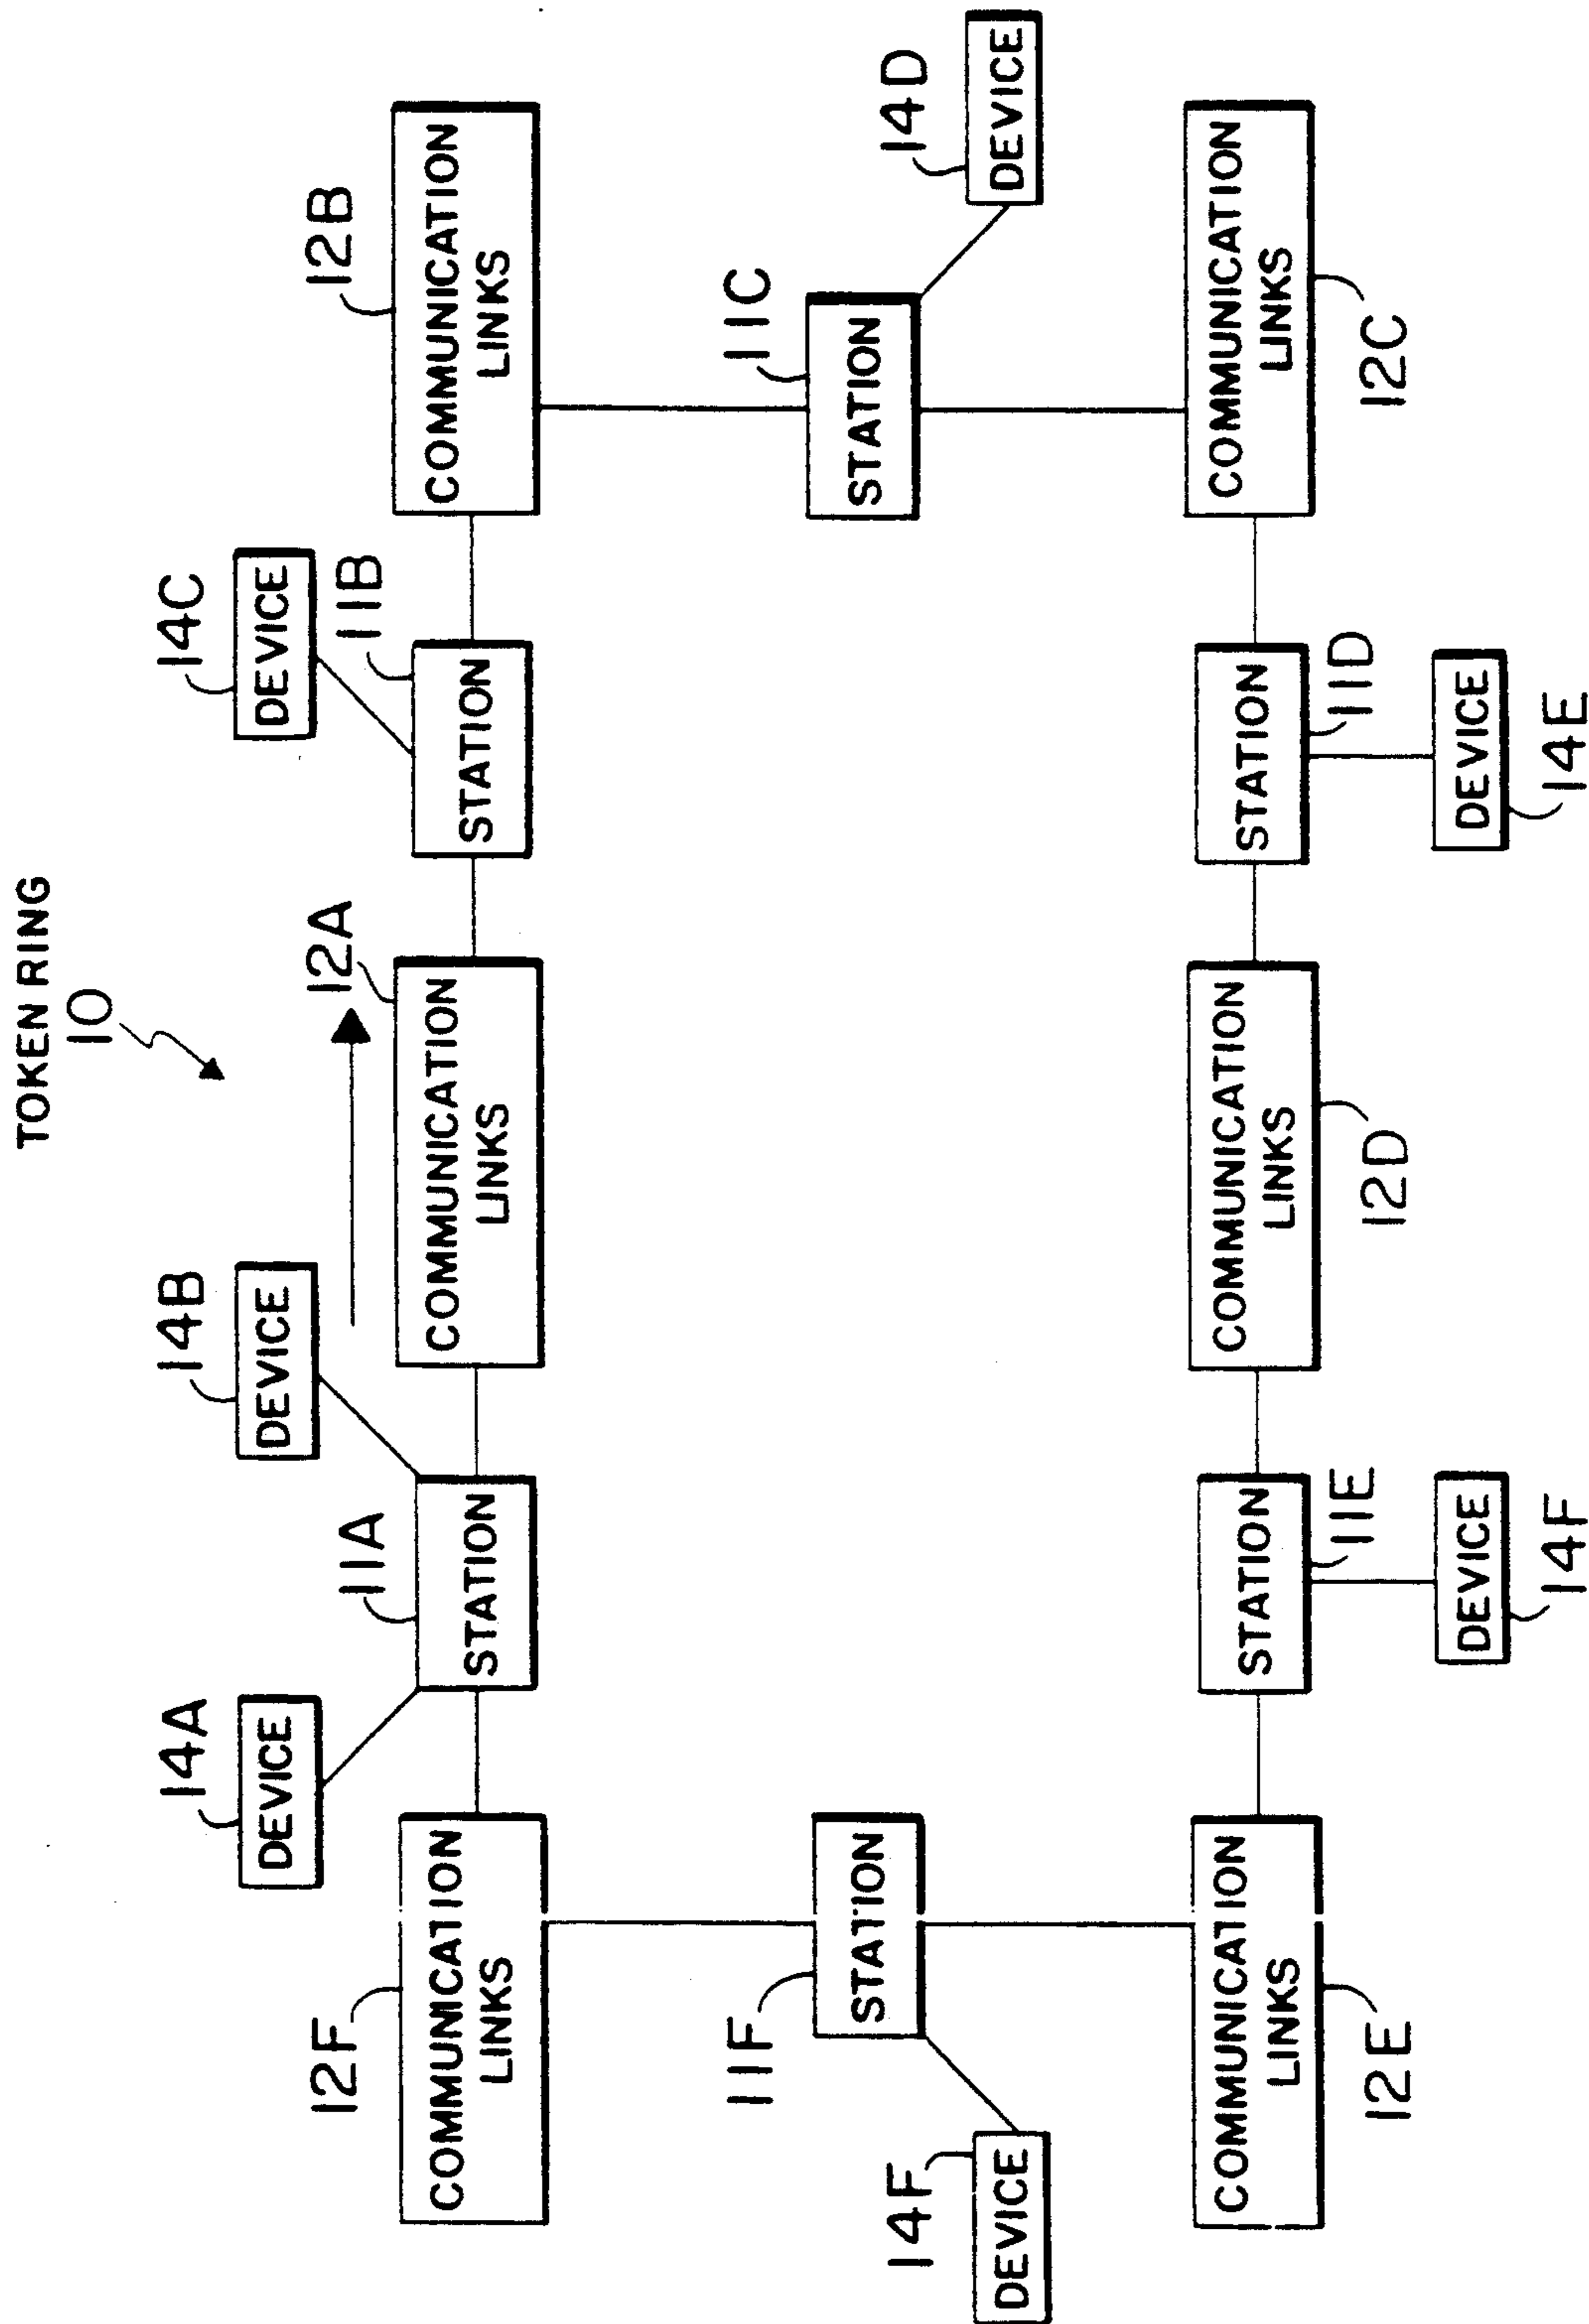 TOKEN RING
10
14A
DEVICE
14B
DEVICE
14C
DEVICE
12F
COMMUNICATION
LINKS
11A
STATION
12A
COMMUNICATION
LINKS
11B
STATION
12B
COMMUNICATION
LINKS
11F
STATION
14F
DEVICE
11C
STATION
14D
DEVICE
COMMUNICATION
LINKS
12E
STATION
11E
COMMUNICATION
LINKS
12D
STATION
11D
COMMUNICATION
LINKS
12C
DEVICE
14F
DEVICE
14E